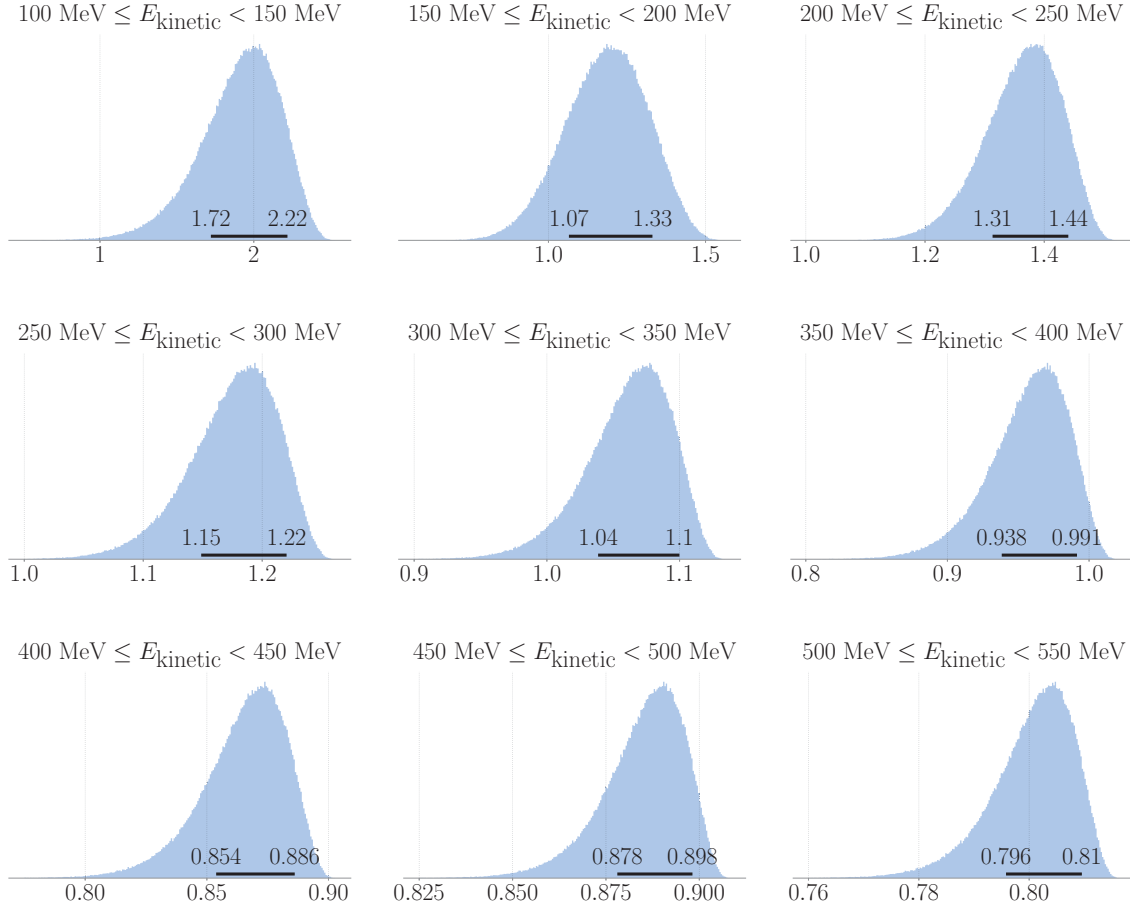 100 MeV ≤ E_kinetic < 150 MeV
1.72 2.22
1 2
150 MeV ≤ E_kinetic < 200 MeV
1.07 1.33
1.0 1.5
200 MeV ≤ E_kinetic < 250 MeV
1.31 1.44
1.0 1.2 1.4
250 MeV ≤ E_kinetic < 300 MeV
1.15 1.22
1.0 1.1 1.2
300 MeV ≤ E_kinetic < 350 MeV
1.04 1.1
0.9 1.0 1.1
350 MeV ≤ E_kinetic < 400 MeV
0.938 0.991
0.8 0.9 1.0
400 MeV ≤ E_kinetic < 450 MeV
0.854 0.886
0.80 0.85 0.90
450 MeV ≤ E_kinetic < 500 MeV
0.878 0.898
0.825 0.850 0.875 0.900
500 MeV ≤ E_kinetic < 550 MeV
0.796 0.81
0.76 0.78 0.80